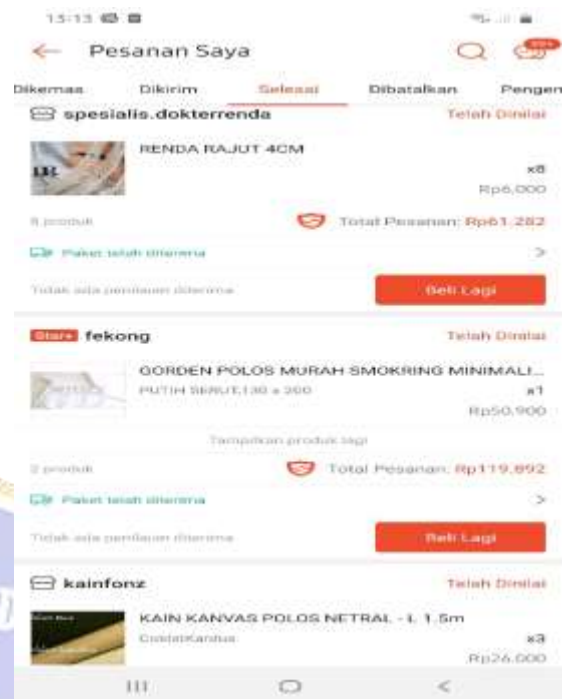 13:13
Pesanan Saya
99+
Dikemas Dikirim Selesai Dibatalkan Pengem
spesialis.dokterrenda Telah Dinilai
RENDA RAJUT 4CM
x8
Rp6.000
8 produk Total Pesanan: Rp61.282
Paket telah diterima
Tidak ada penilaian diterima Beli Lagi
Star+ fekong Telah Dinilai
GORDEN POLOS MURAH SMOKRING MINIMALI...
PUTIH SERUT,130 x 200 x1
Rp50.900
Tampilkan produk lagi
2 produk Total Pesanan: Rp119.892
Paket telah diterima
Tidak ada penilaian diterima Beli Lagi
kainfonz Telah Dinilai
KAIN KANVAS POLOS NETRAL - L 1.5m
x3
Rp26.000